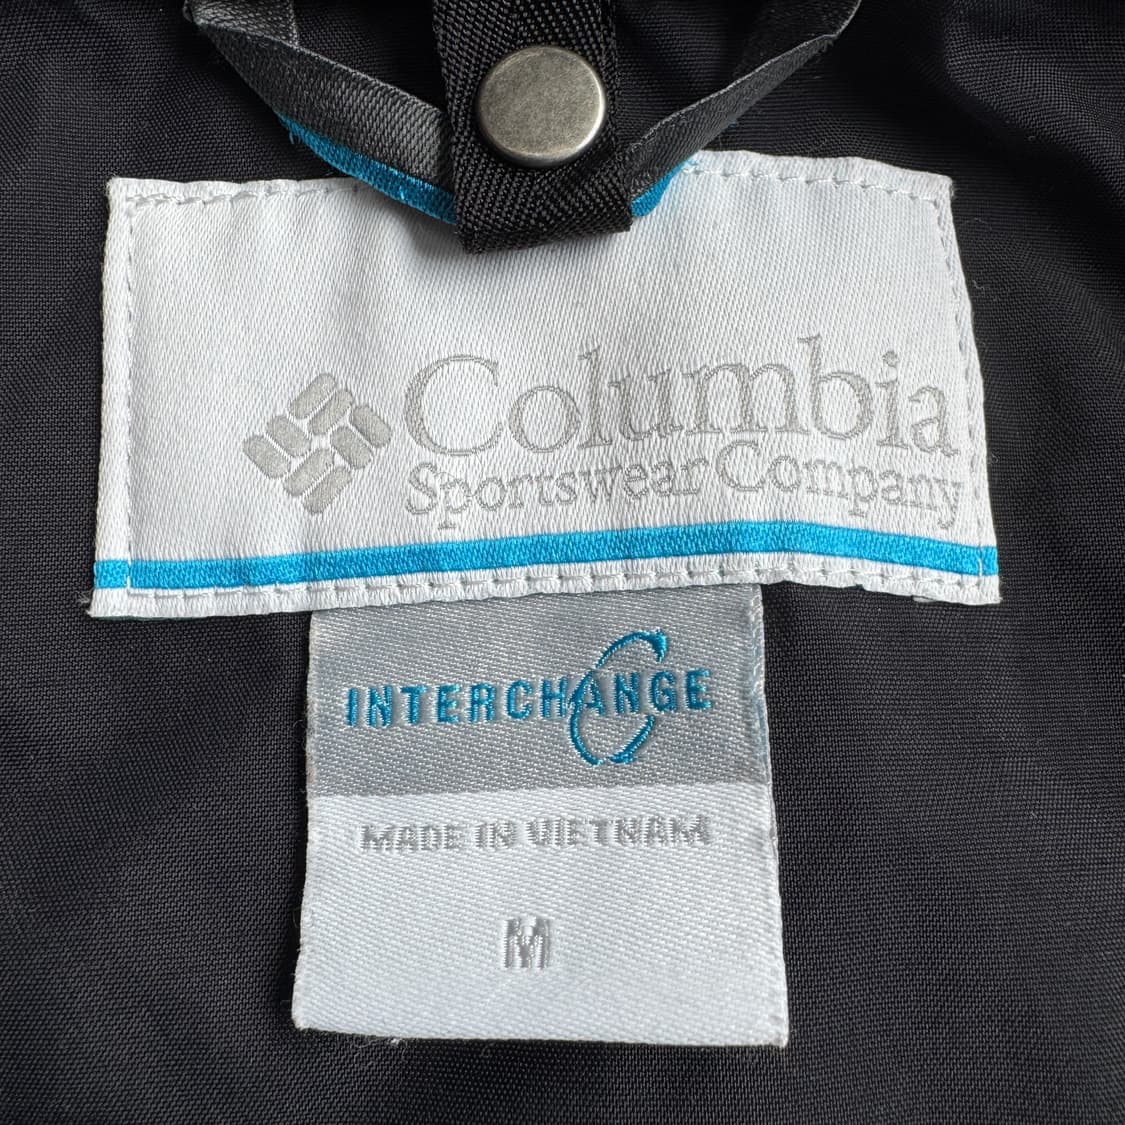 Columbia
Sportswear Company
INTERCHANGE
MADE IN VIETNAM
M